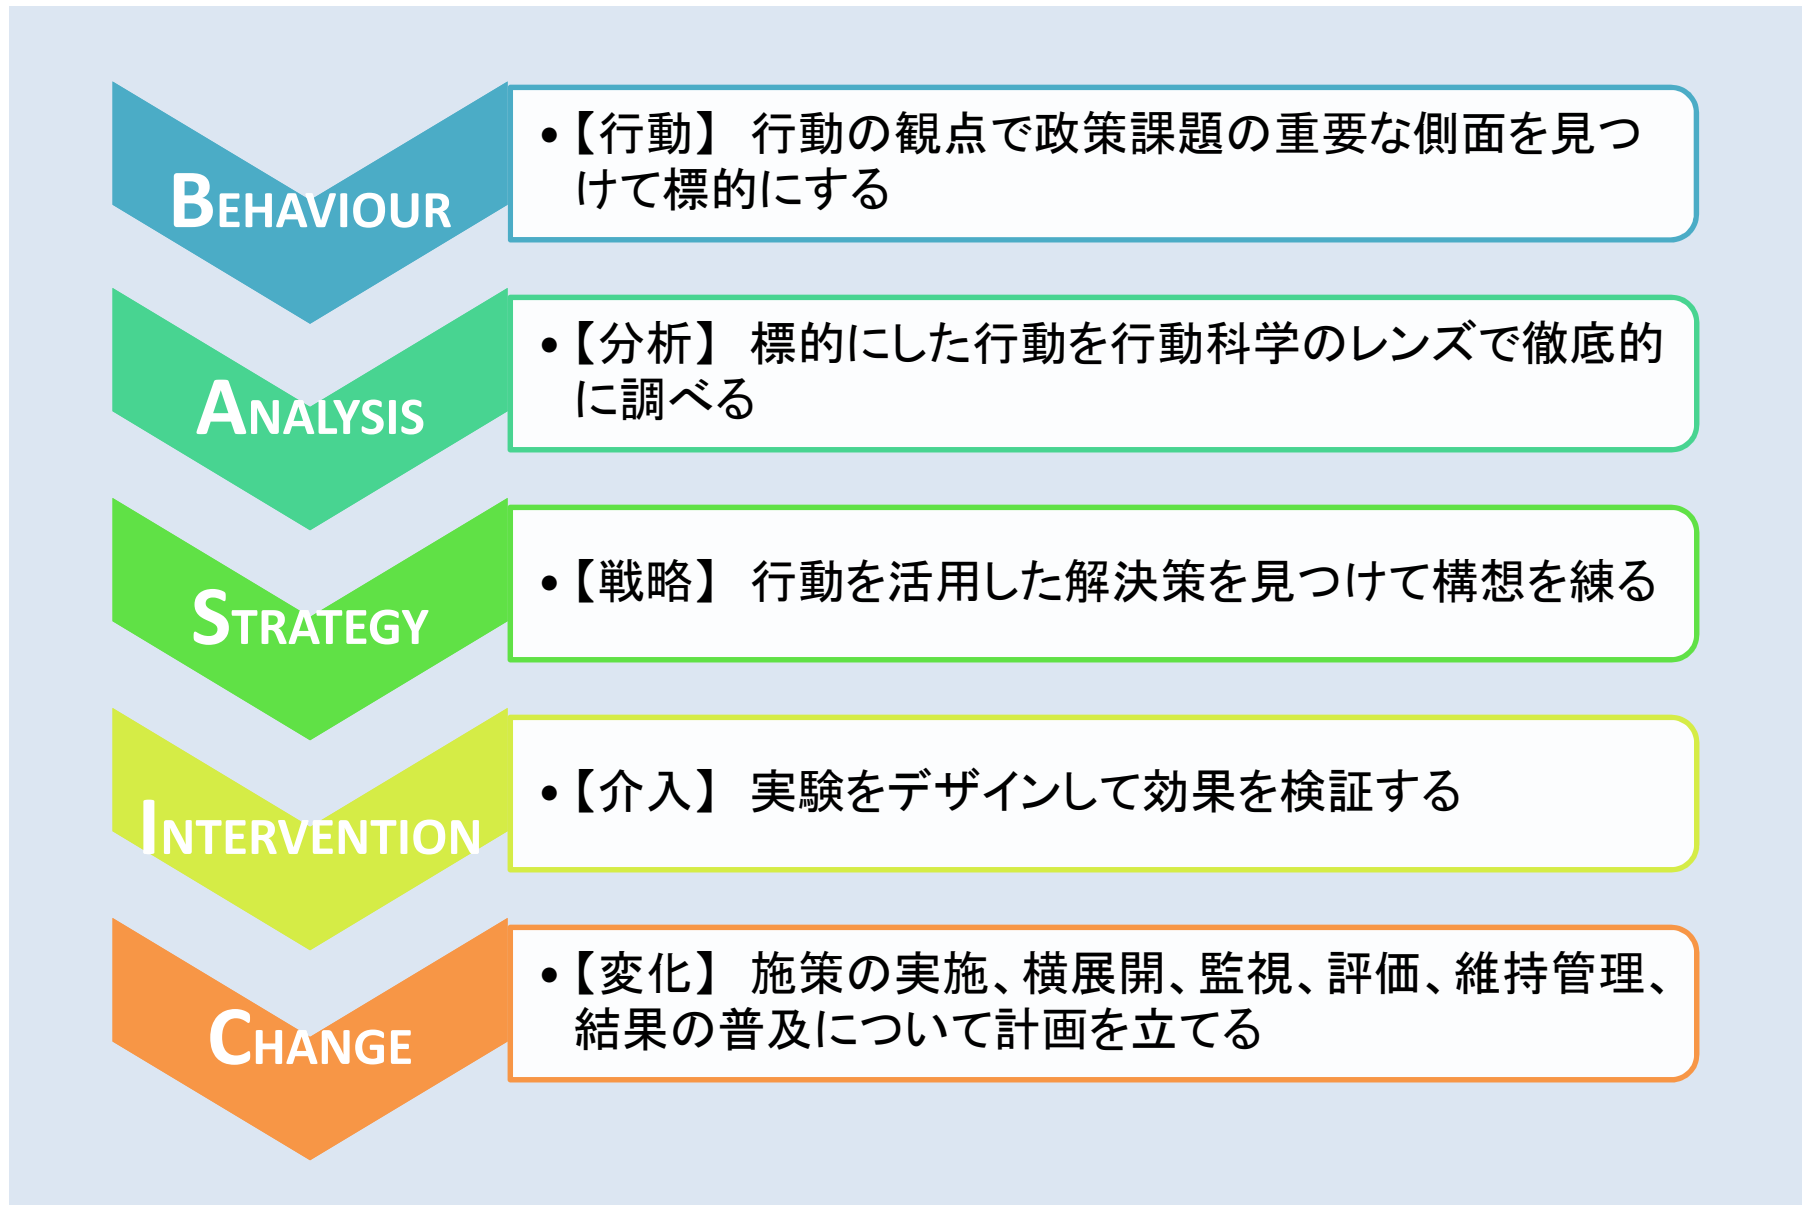 BEHAVIOUR
•【行動】 行動の観点で政策課題の重要な側面を見つ
けて標的にする
ANALYSIS
•【分析】 標的にした行動を行動科学のレンズで徹底的
に調べる
STRATEGY
•【戦略】 行動を活用した解決策を見つけて構想を練る
INTERVENTION
•【介入】 実験をデザインして効果を検証する
CHANGE
•【変化】 施策の実施、横展開、監視、評価、維持管理、
結果の普及について計画を立てる